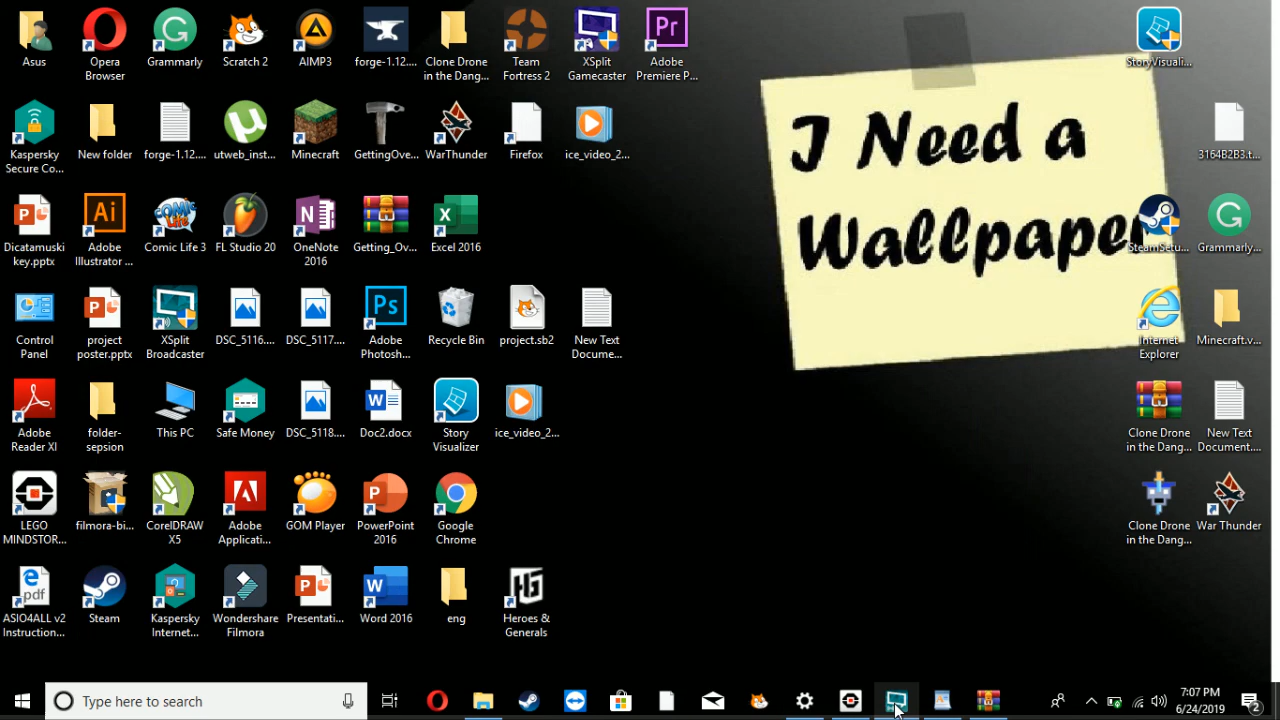 Asus
Opera
Browser
Grammarly
Scratch 2
AIMP3
forge-1.12....
Clone Drone
in the Dang...
Team
Fortress 2
XSplit
Gamecaster
Adobe
Premiere P...
StoryVisuali...
Kaspersky
Secure Co...
New folder
forge-1.12....
utweb_inst...
Minecraft
GettingOve...
WarThunder
Firefox
ice_video_2...
3164B2B3.t...
I Need a
Wallpaper
Dicatamuski
key.pptx
Adobe
Illustrator ...
Comic Life 3
FL Studio 20
OneNote
2016
Getting_Ov...
Excel 2016
SteamSetu...
Grammarly...
Control
Panel
project
poster.pptx
XSplit
Broadcaster
DSC_5116....
DSC_5117....
Adobe
Photosh...
Recycle Bin
project.sb2
New Text
Docume...
Internet
Explorer
Minecraft.v...
Adobe
Reader XI
folder-
sepsion
This PC
Safe Money
DSC_5118....
Doc2.docx
Story
Visualizer
ice_video_2...
Clone Drone
in the Dang...
New Text
Document....
LEGO
MINDSTOR...
filmora-bi...
CorelDRAW
X5
Adobe
Applicati...
GOM Player
PowerPoint
2016
Google
Chrome
Clone Drone
in the Dang...
War Thunder
ASIO4ALL v2
Instruction...
Steam
Kaspersky
Internet...
Wondershare
Filmora
Presentati...
Word 2016
eng
Heroes &
Generals
Type here to search
7:07 PM
6/24/2019
2